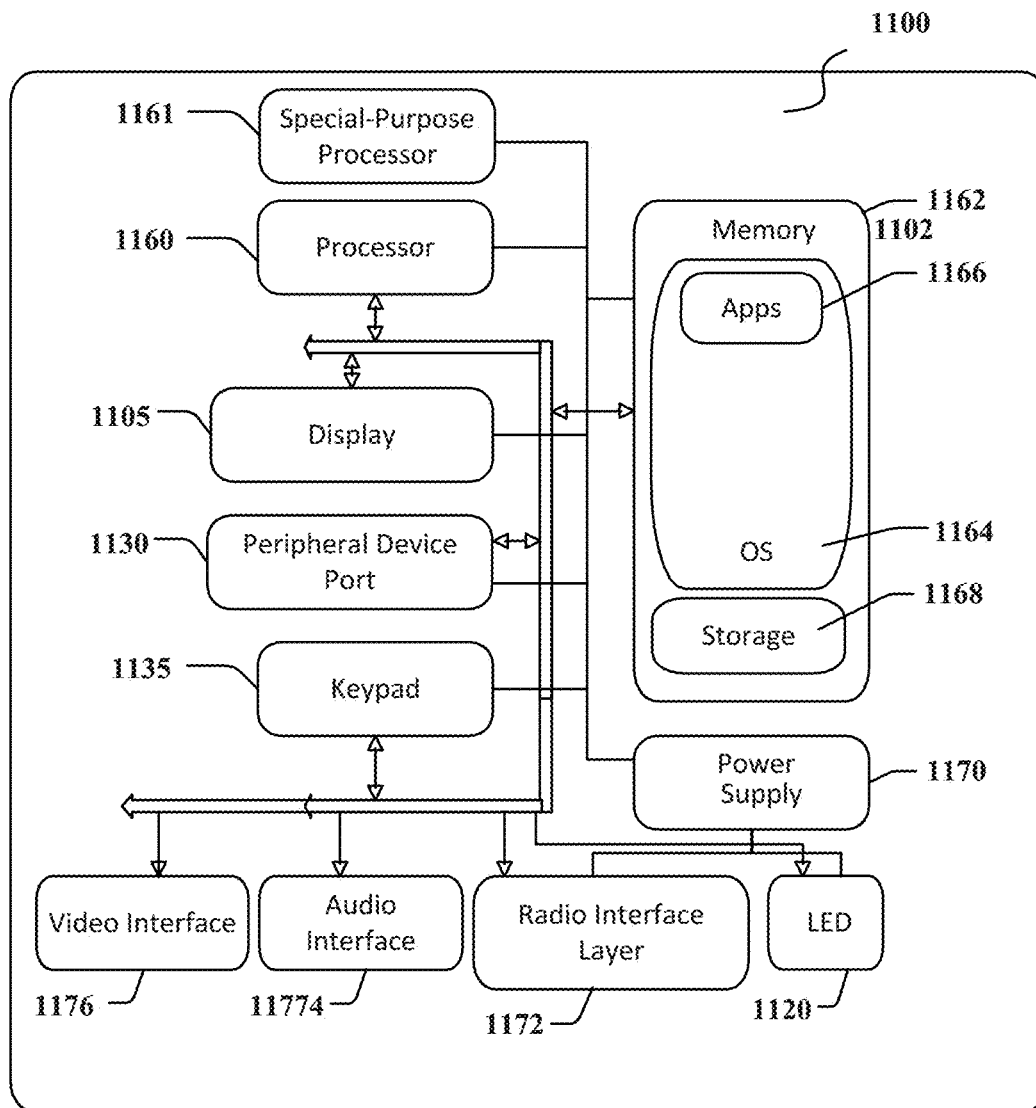 1100
1161
Special-Purpose
Processor
1160
Processor
1162
1102
Memory
1166
Apps
1105
Display
1130
Peripheral Device
Port
1164
OS
1168
Storage
1135
Keypad
1170
Power
Supply
Video Interface
Audio
Interface
Radio Interface
Layer
LED
1176
11774
1172
1120